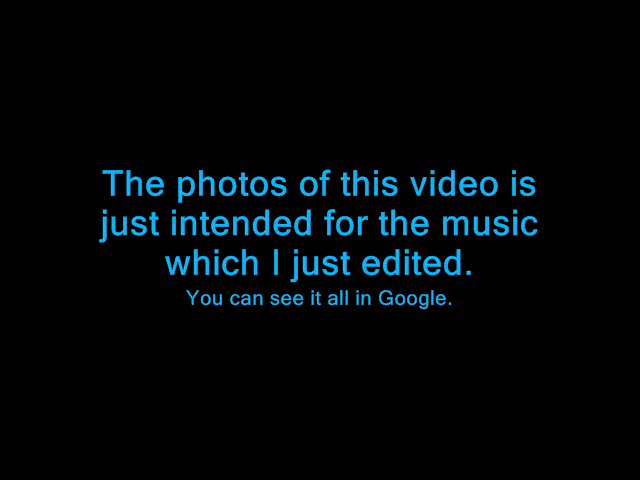 The photos of this video is
just intended for the music
which I just edited.
You can see it all in Google.